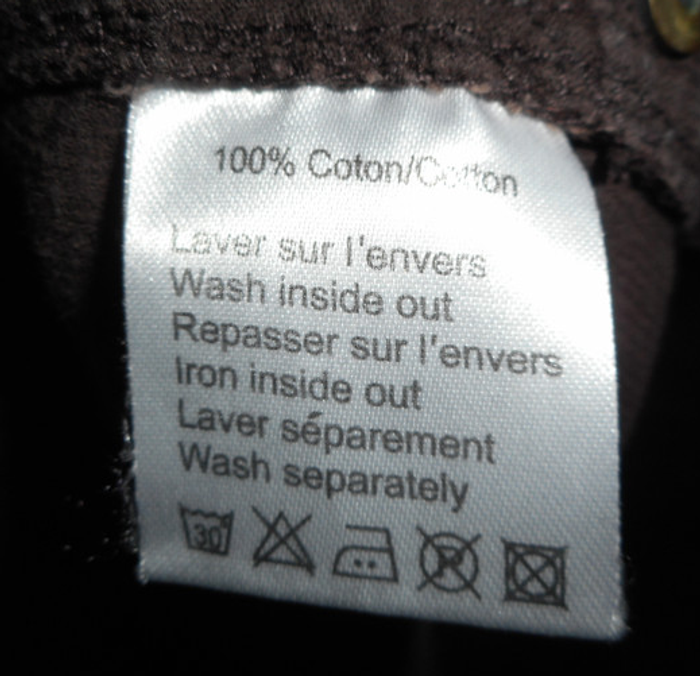 100% Coton/Cotton
Laver sur l'envers
Wash inside out
Repasser sur l'envers
Iron inside out
Laver séparement
Wash separately
30
P